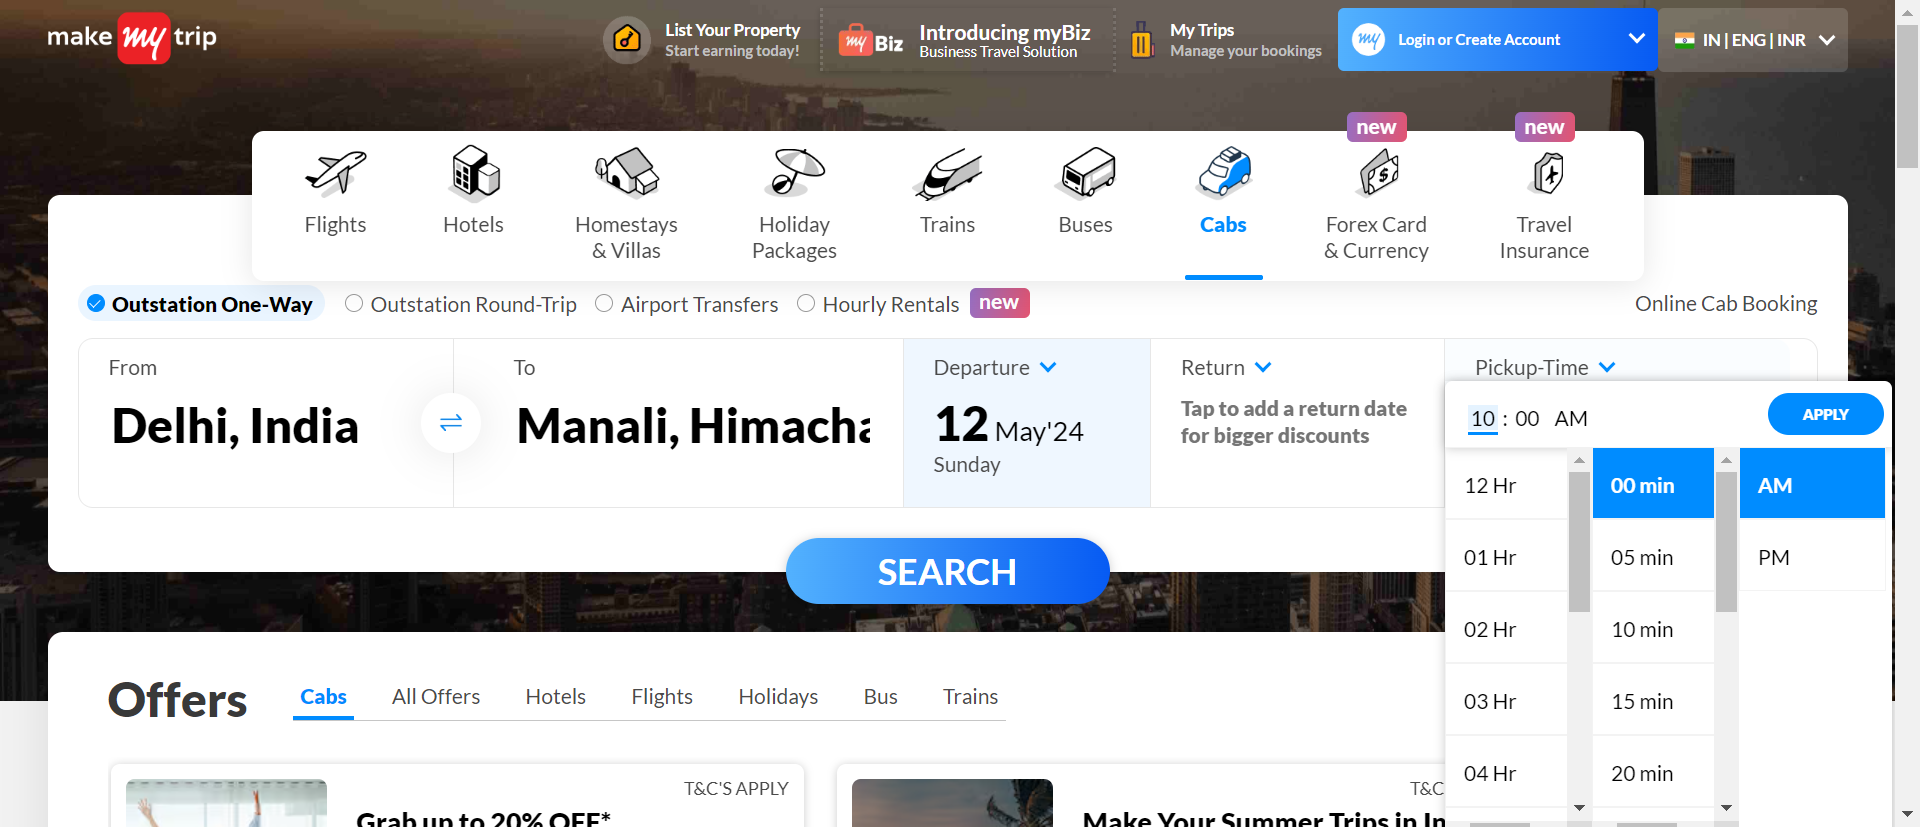 make my trip
List Your Property
Start earning today!
my Biz
Introducing myBiz
Business Travel Solution
My Trips
Manage your bookings
my
Login or Create Account
IN | ENG | INR
new
new
Flights
Hotels
Homestays
& Villas
Holiday
Packages
Trains
Buses
Cabs
Forex Card
& Currency
Travel
Insurance
Outstation One-Way
Outstation Round-Trip
Airport Transfers
Hourly Rentals
new
Online Cab Booking
From
Delhi, India
To
Manali, Himacha
Departure
12 May'24
Sunday
Return
Tap to add a return date
for bigger discounts
Pickup-Time
10 : 00 AM
APPLY
12 Hr
00 min
AM
01 Hr
05 min
PM
02 Hr
10 min
03 Hr
15 min
04 Hr
20 min
SEARCH
Offers
Cabs
All Offers
Hotels
Flights
Holidays
Bus
Trains
T&C'S APPLY
Grab up to 20% OFF*
T&C
Make Your Summer Trips in In